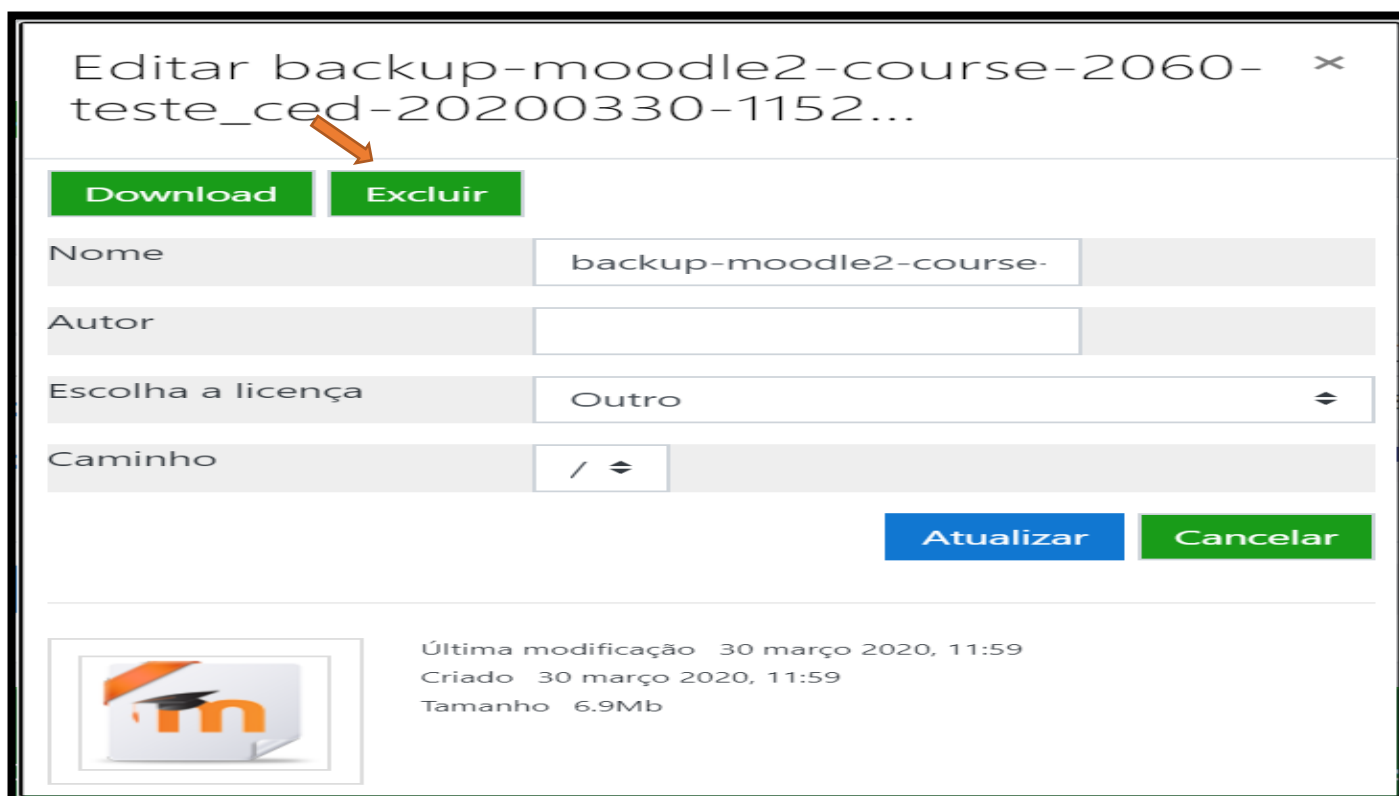 Editar backup-moodle2-course-2060-
teste_ced-20200330-1152...
×
Download Excluir
Nome backup-moodle2-course-
Autor
Escolha a licença Outro
Caminho /
Atualizar Cancelar
Última modificação 30 março 2020, 11:59
Criado 30 março 2020, 11:59
Tamanho 6.9Mb
m